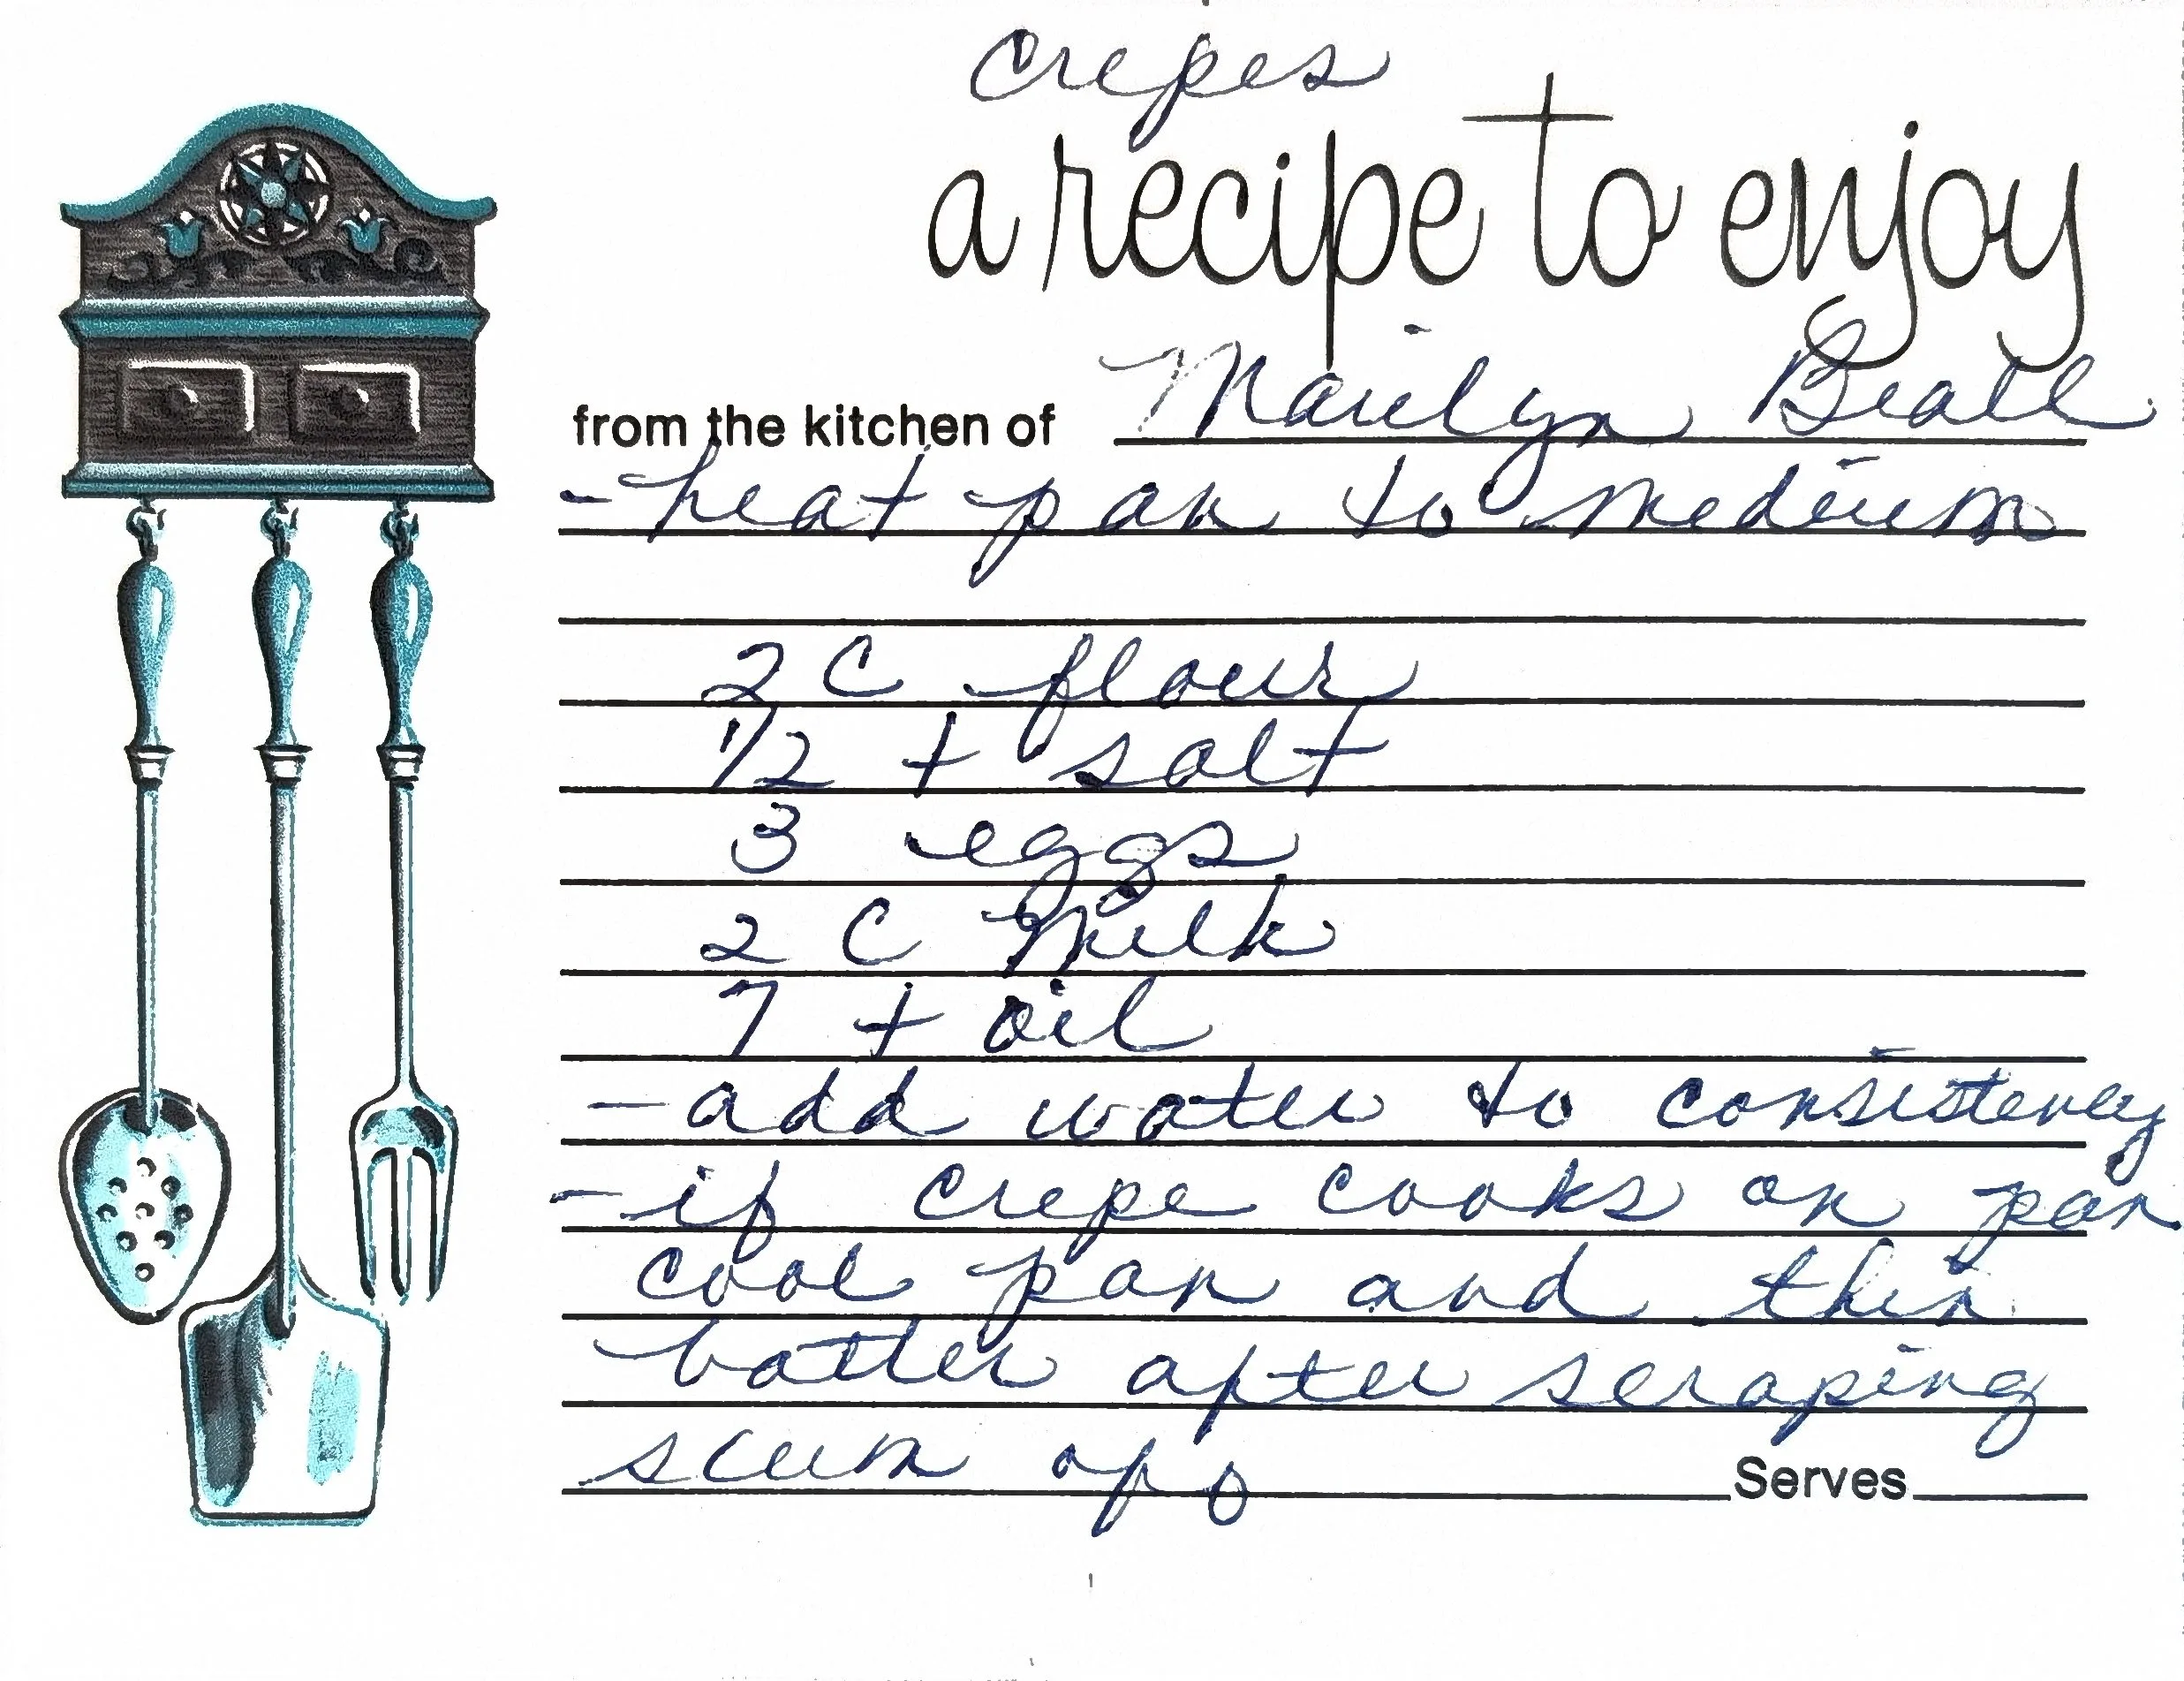 crepes
a recipe to enjoy
from the kitchen of Marilyn Beall
- heat pan to medium
2 C flour
1/2 t salt
3 eggs
2 C Milk
7 t oil
- add water to consistency
- if crepe cooks on pan
cool pan and thin
batter after scraping
scum off
Serves